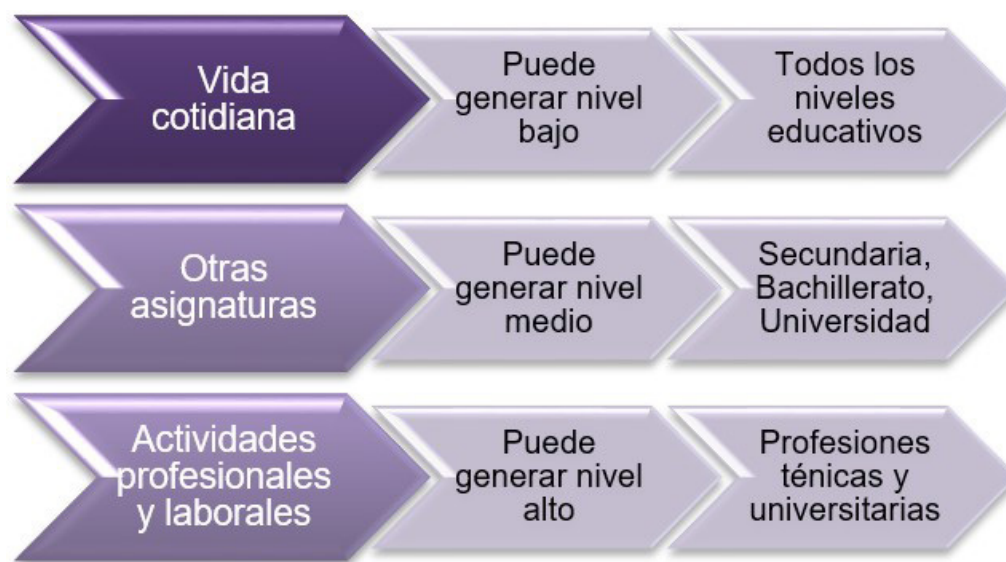 Vida
cotidiana
Puede
generar nivel
bajo
Todos los
niveles
educativos
Otras
asignaturas
Puede
generar nivel
medio
Secundaria,
Bachillerato,
Universidad
Actividades
profesionales
y laborales
Puede
generar nivel
alto
Profesiones
ténicas y
universitarias